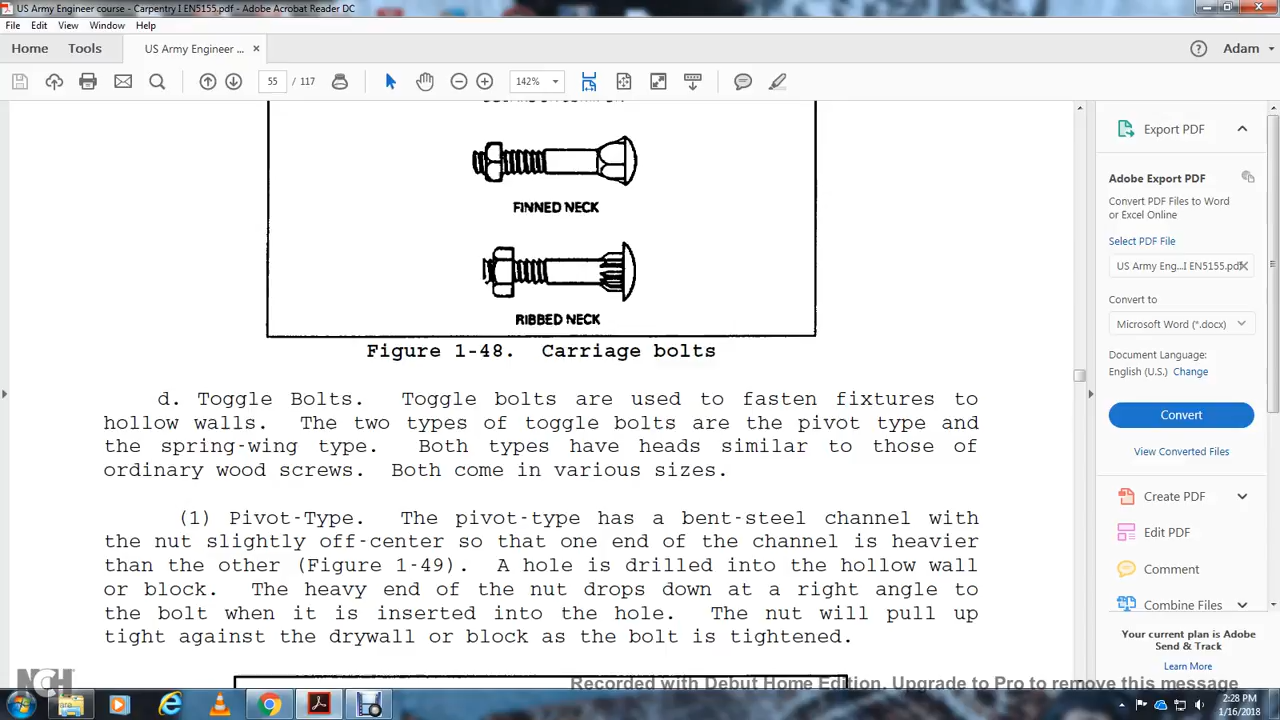 US Army Engineer course - Carpentry I EN5155.pdf - Adobe Acrobat Reader DC
File Edit View Window Help
Home Tools US Army Engineer ... × Adam
55 / 117 142%
FINNED NECK
RIBBED NECK
Figure 1-48. Carriage bolts
d. Toggle Bolts. Toggle bolts are used to fasten fixtures to
hollow walls. The two types of toggle bolts are the pivot type and
the spring-wing type. Both types have heads similar to those of
ordinary wood screws. Both come in various sizes.
(1) Pivot-Type. The pivot-type has a bent-steel channel with
the nut slightly off-center so that one end of the channel is heavier
than the other (Figure 1-49). A hole is drilled into the hollow wall
or block. The heavy end of the nut drops down at a right angle to
the bolt when it is inserted into the hole. The nut will pull up
tight against the drywall or block as the bolt is tightened.
Export PDF
Adobe Export PDF
Convert PDF Files to Word
or Excel Online
Select PDF File
US Army Eng...I EN5155.pdf
Convert to
Microsoft Word (*.docx)
Document Language:
English (U.S.) Change
Convert
View Converted Files
Create PDF
Edit PDF
Comment
Combine Files
Your current plan is Adobe
Send & Track
Learn More
NCH
Recorded with Debut Home Edition. Upgrade to Pro to remove this message
2:28 PM
1/16/2018